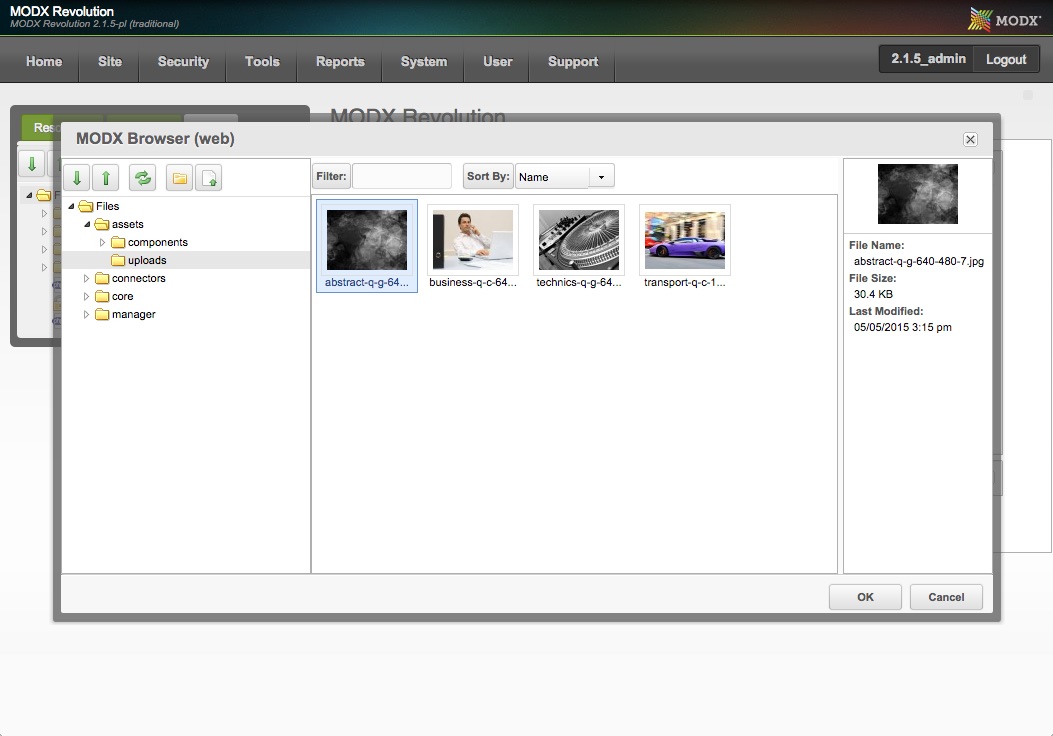 MODX Revolution
MODX Revolution 2.1.5-pl (traditional)
MODX
Home Site Security Tools Reports System User Support
2.1.5_admin Logout
MODX Revolution
MODX Browser (web)
Filter: Sort By: Name
Files
assets
components
uploads
connectors
core
manager
abstract-q-g-64... business-q-c-64... technics-q-g-64... transport-q-c-1...
File Name:
abstract-q-g-640-480-7.jpg
File Size:
30.4 KB
Last Modified:
05/05/2015 3:15 pm
OK Cancel